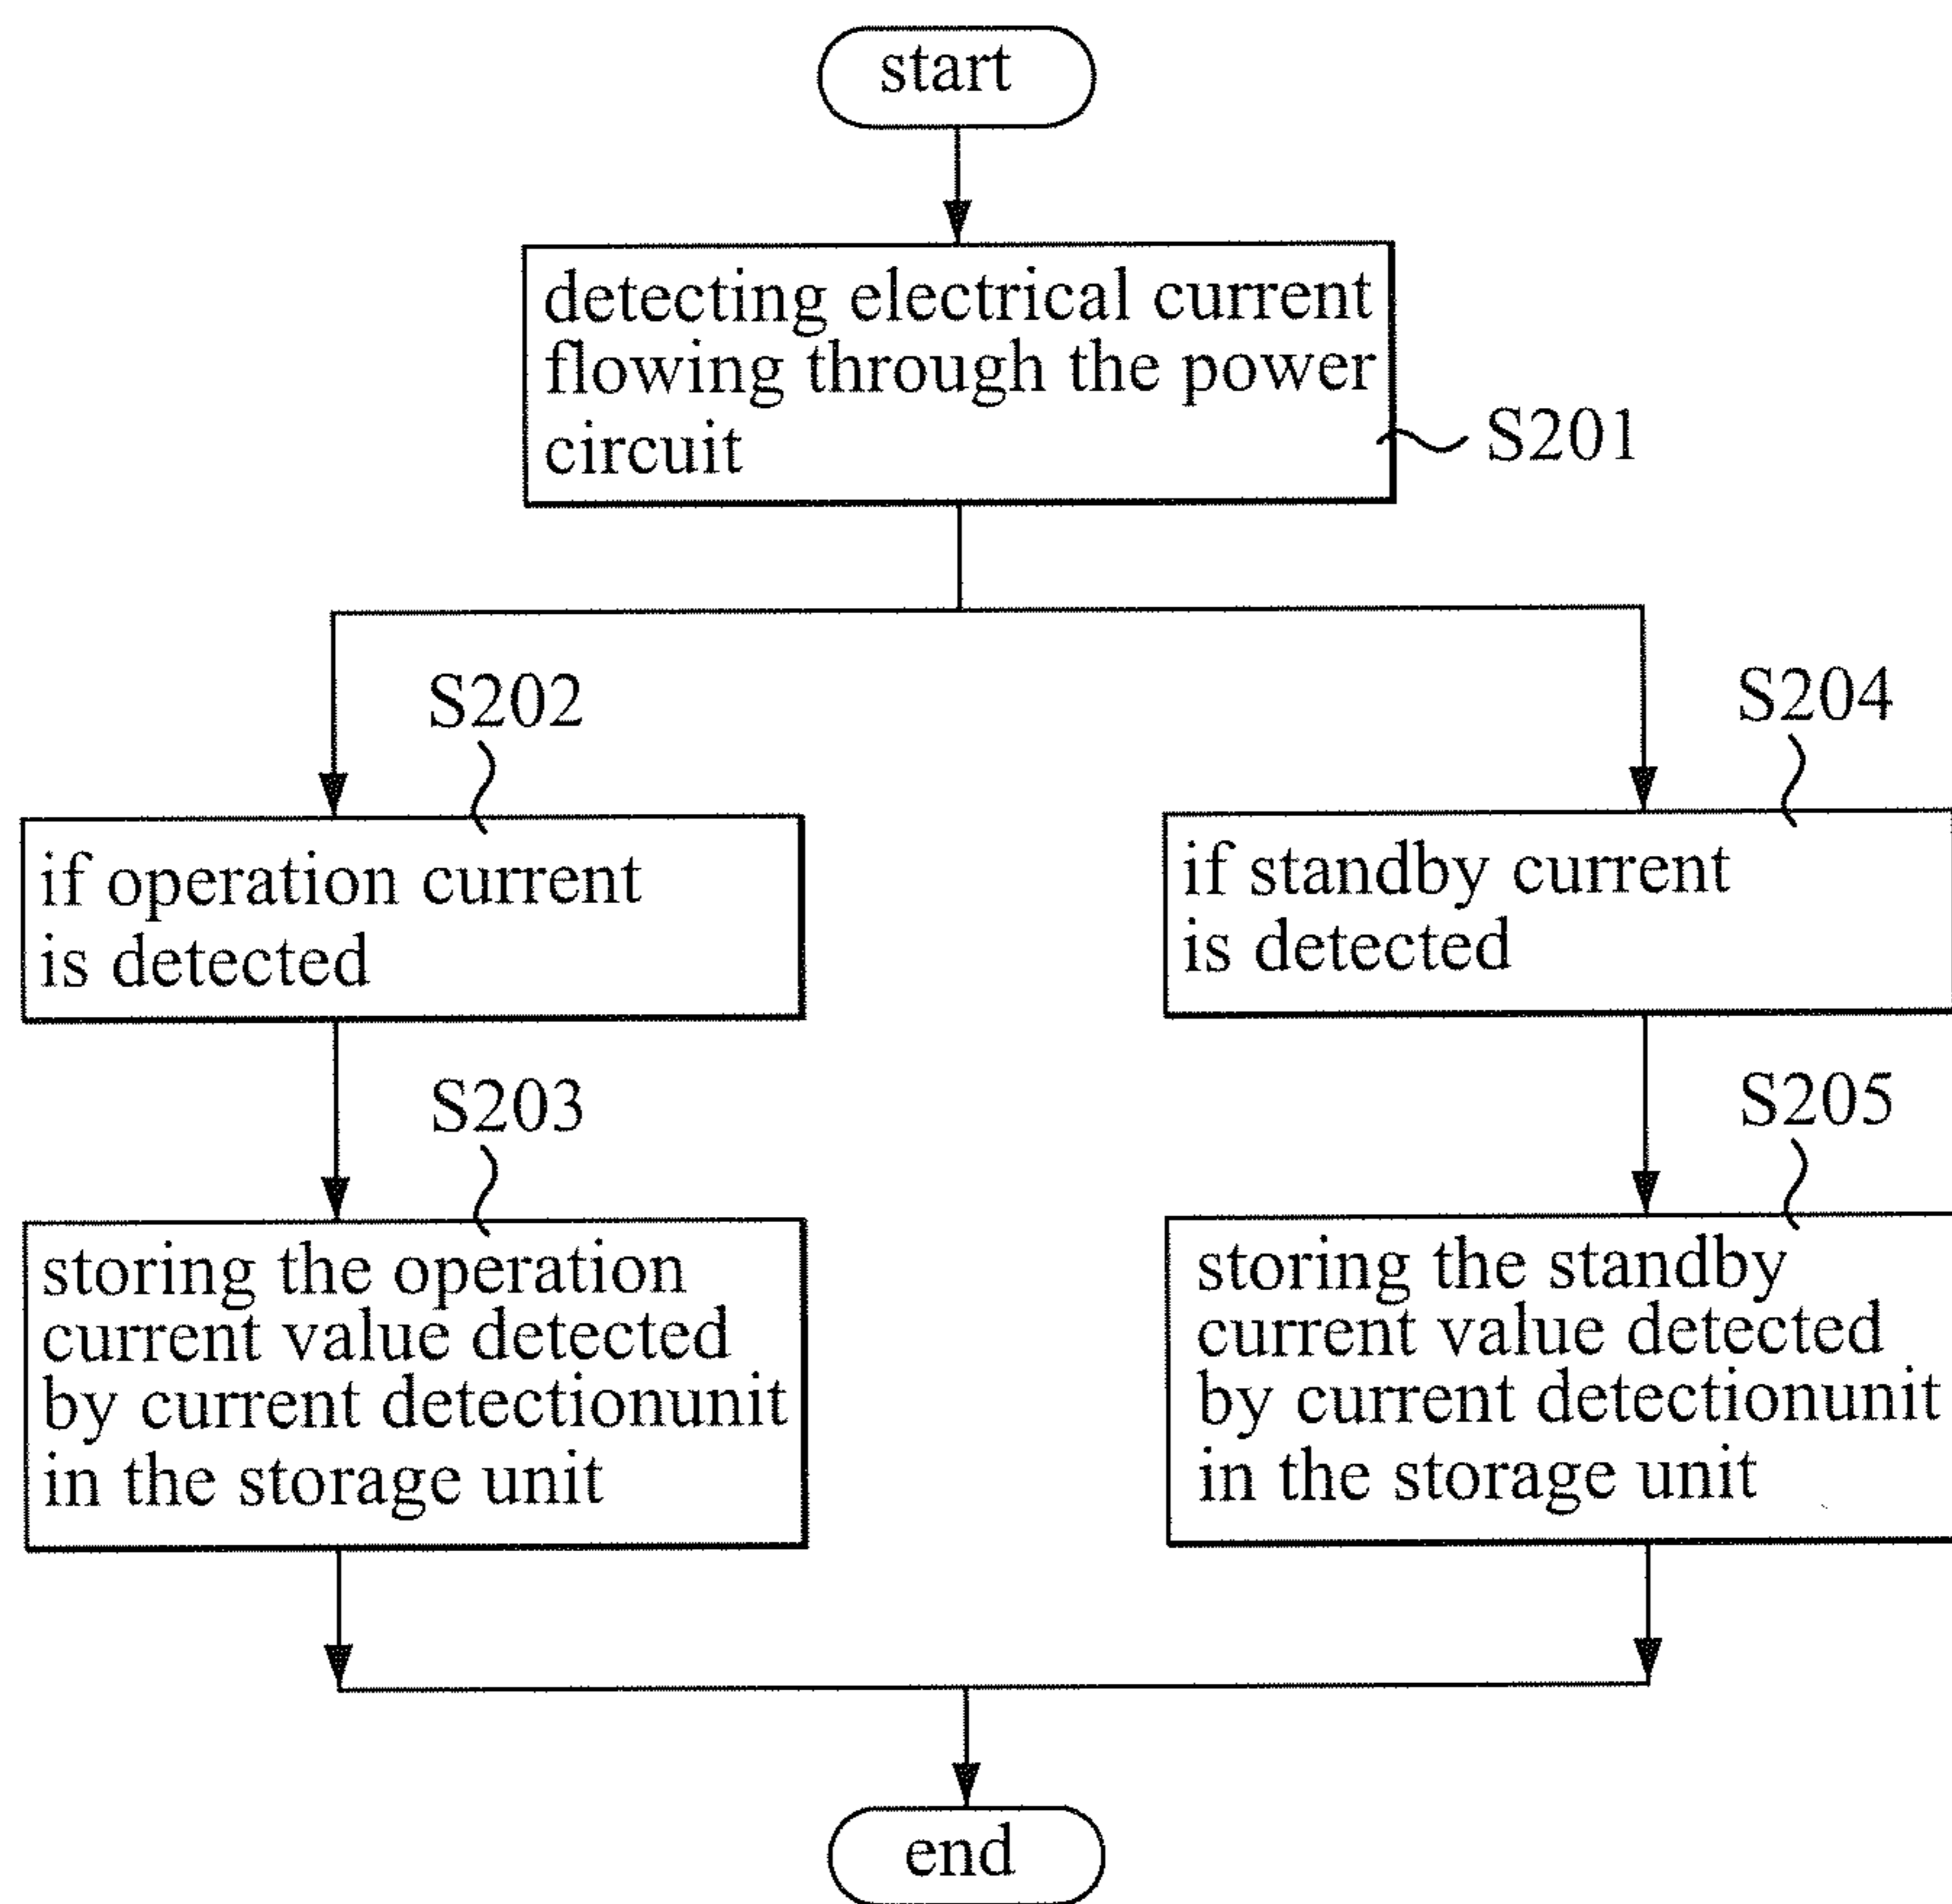 start
detecting electrical current
flowing through the power
circuit
S201
S202
if operation current
is detected
S203
storing the operation
current value detected
by current detectionunit
in the storage unit
S204
if standby current
is detected
S205
storing the standby
current value detected
by current detectionunit
in the storage unit
end